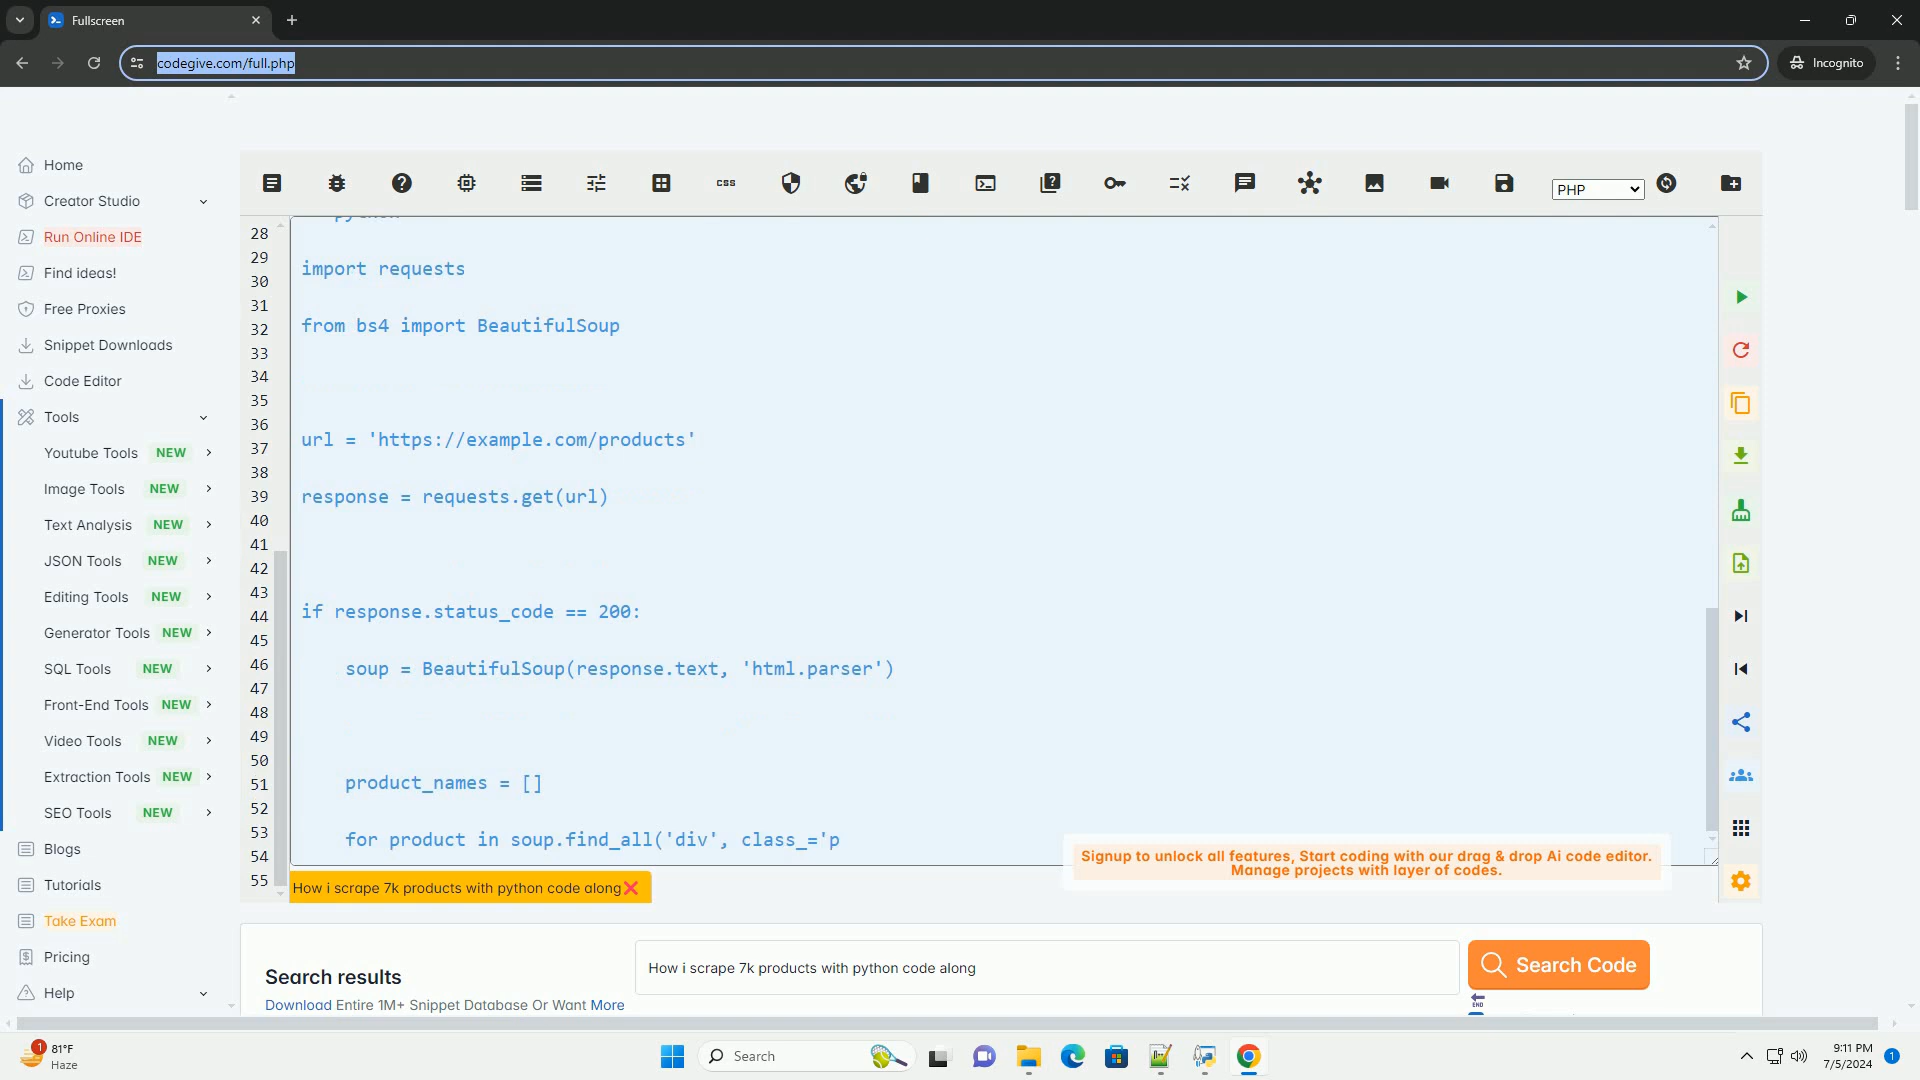 Fullscreen
codegive.com/full.php
Incognito
Home
Creator Studio
Run Online IDE
Find ideas!
Free Proxies
Snippet Downloads
Code Editor
Tools
Youtube Tools NEW
Image Tools NEW
Text Analysis NEW
JSON Tools NEW
Editing Tools NEW
Generator Tools NEW
SQL Tools NEW
Front-End Tools NEW
Video Tools NEW
Extraction Tools NEW
SEO Tools NEW
Blogs
Tutorials
Take Exam
Pricing
Help
css
PHP
28
29
30
31
32
33
34
35
36
37
38
39
40
41
42
43
44
45
46
47
48
49
50
51
52
53
54
55
python
import requests
from bs4 import BeautifulSoup
url = 'https://example.com/products'
response = requests.get(url)
if response.status_code == 200:
soup = BeautifulSoup(response.text, 'html.parser')
product_names = []
for product in soup.find_all('div', class_='p
Signup to unlock all features, Start coding with our drag & drop Ai code editor.
Manage projects with layer of codes.
How i scrape 7k products with python code along
Search results
How i scrape 7k products with python code along
Search Code
Download Entire 1M+ Snippet Database Or Want More
END
1
81°F
Haze
Search
9:11 PM
7/5/2024
1